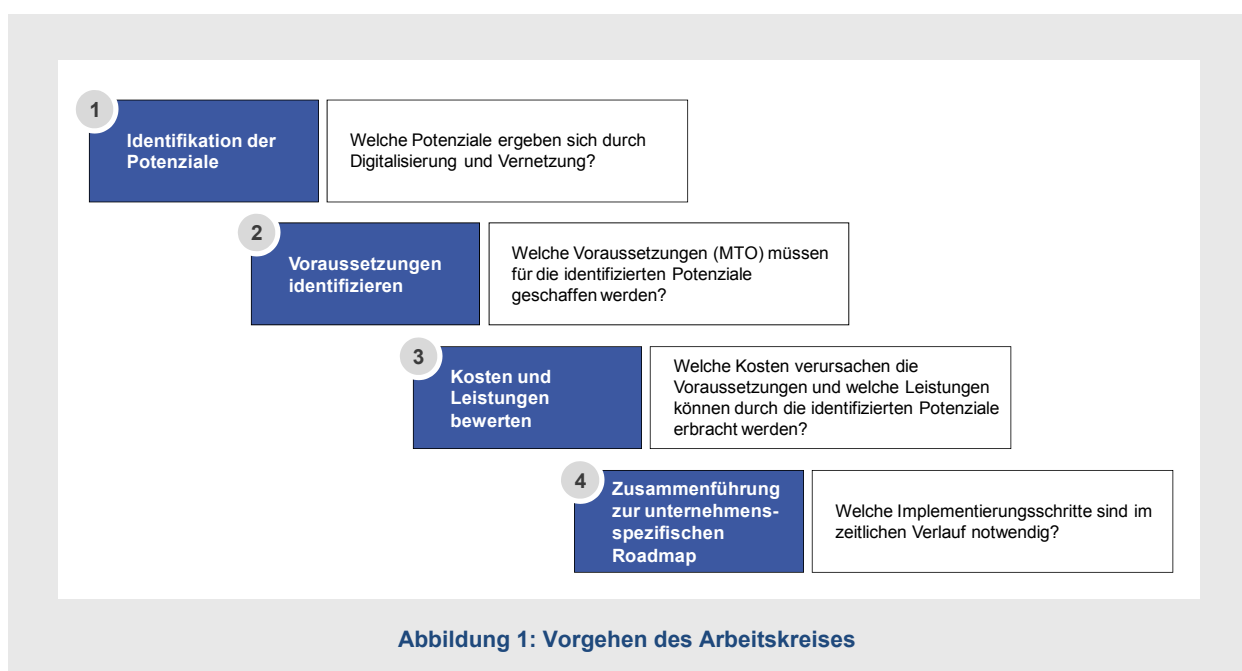 1
Identifikation der
Potenziale
Welche Potenziale ergeben sich durch
Digitalisierung und Vernetzung?
2
Voraussetzungen
identifizieren
Welche Voraussetzungen (MTO) müssen
für die identifizierten Potenziale
geschaffen werden?
3
Kosten und
Leistungen
bewerten
Welche Kosten verursachen die
Voraussetzungen und welche Leistungen
können durch die identifizierten Potenziale
erbracht werden?
4
Zusammenführung
zur unternehmens-
spezifischen
Roadmap
Welche Implementierungsschritte sind im
zeitlichen Verlauf notwendig?
Abbildung 1: Vorgehen des Arbeitskreises